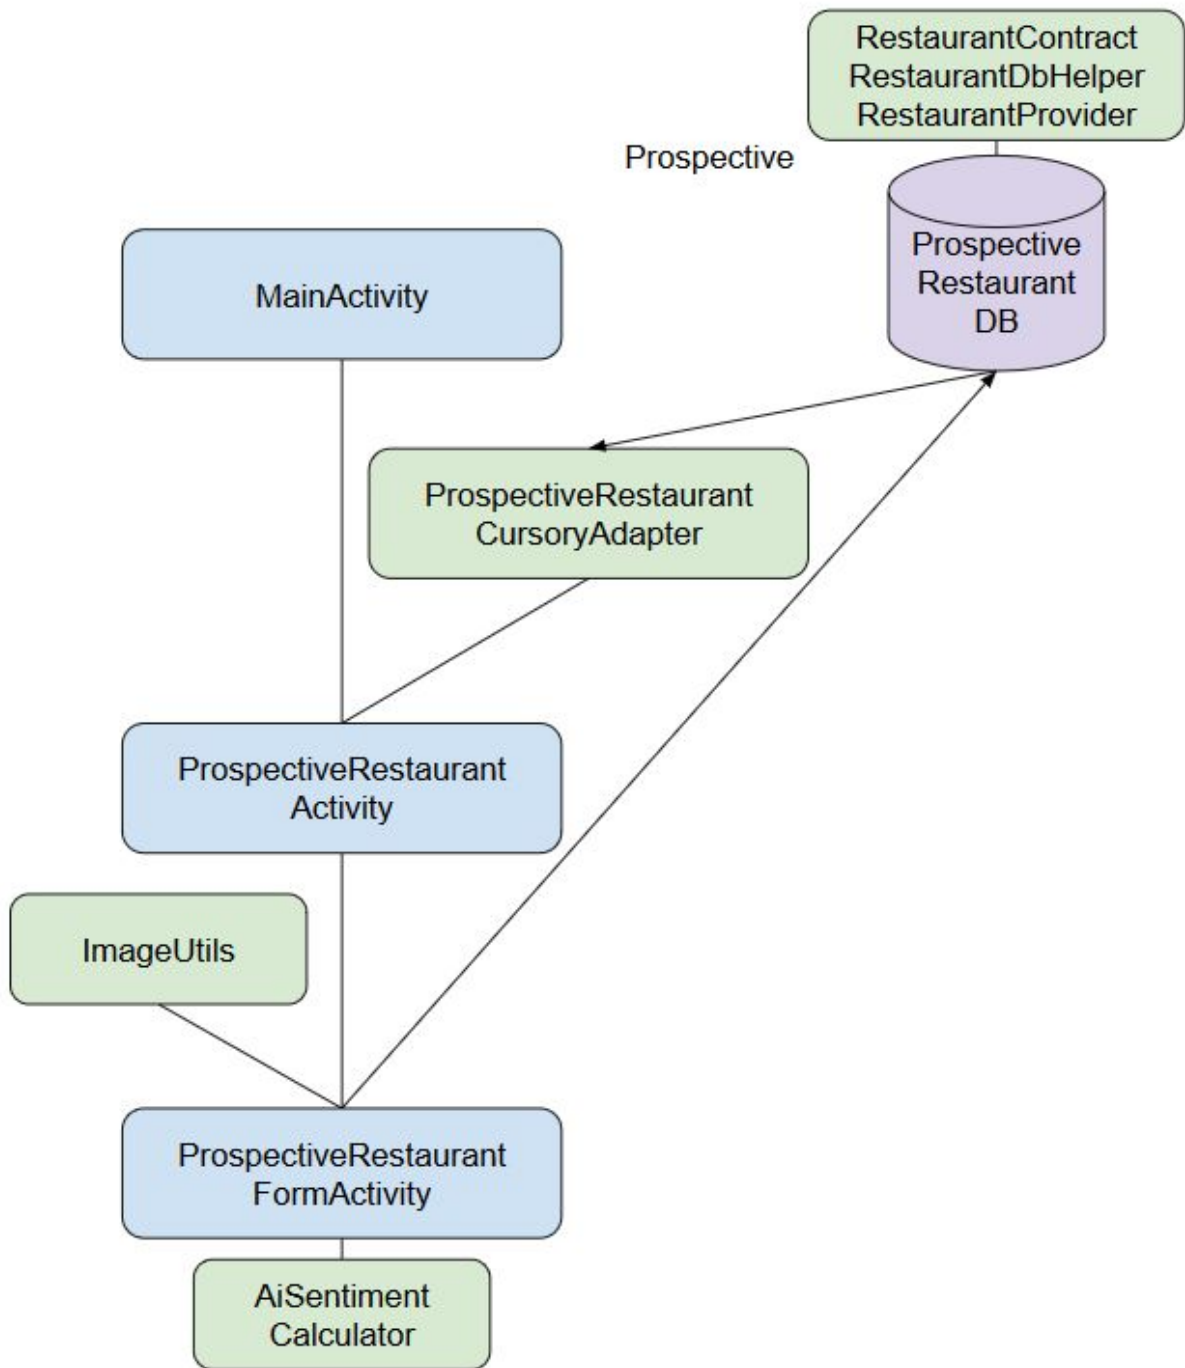 RestaurantContract
RestaurantDbHelper
RestaurantProvider
Prospective
Prospective
Restaurant
DB
MainActivity
ProspectiveRestaurant
CursoryAdapter
ProspectiveRestaurant
Activity
ImageUtils
ProspectiveRestaurant
FormActivity
AiSentiment
Calculator